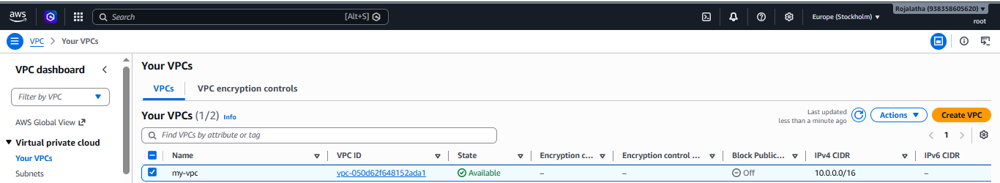 aws Search [Alt+S] Europe (Stockholm) Rojalatha (938358605620)
root
VPC > Your VPCs
VPC dashboard
Your VPCs
VPCs VPC encryption controls
Filter by VPC
Your VPCs (1/2) Info Last updated less than a minute ago Actions Create VPC
AWS Global View
Find VPCs by attribute or tag 1
Virtual private cloud
Your VPCs
Name VPC ID State Encryption c... Encryption control ... Block Public... IPv4 CIDR IPv6 CIDR
Subnets
my-vpc vpc-050d62f648152ada1 Available – – Off 10.0.0.0/16 –